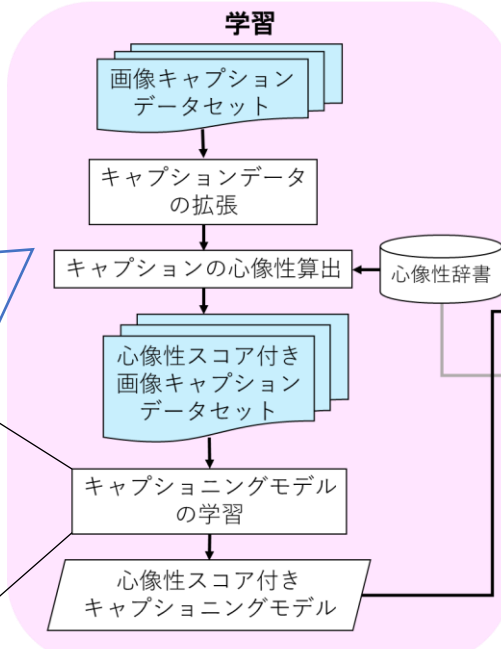 学習
画像キャプション
データセット
キャプションデータ
の拡張
キャプションの心像性算出
心像性辞書
心像性スコア付き
画像キャプション
データセット
キャプショニングモデル
の学習
心像性スコア付き
キャプショニングモデル